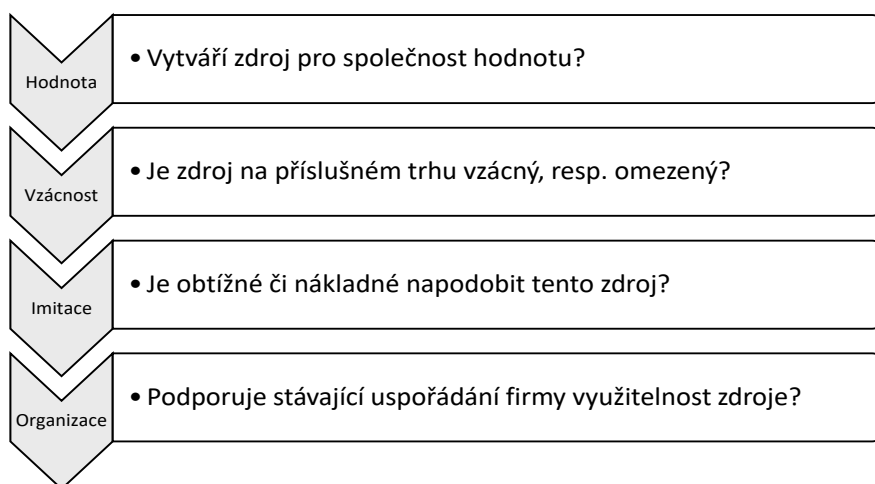 Hodnota
• Vytváří zdroj pro společnost hodnotu?
Vzácnost
• Je zdroj na příslušném trhu vzácný, resp. omezený?
Imitace
• Je obtížné či nákladné napodobit tento zdroj?
Organizace
• Podporuje stávající uspořádání firmy využitelnost zdroje?